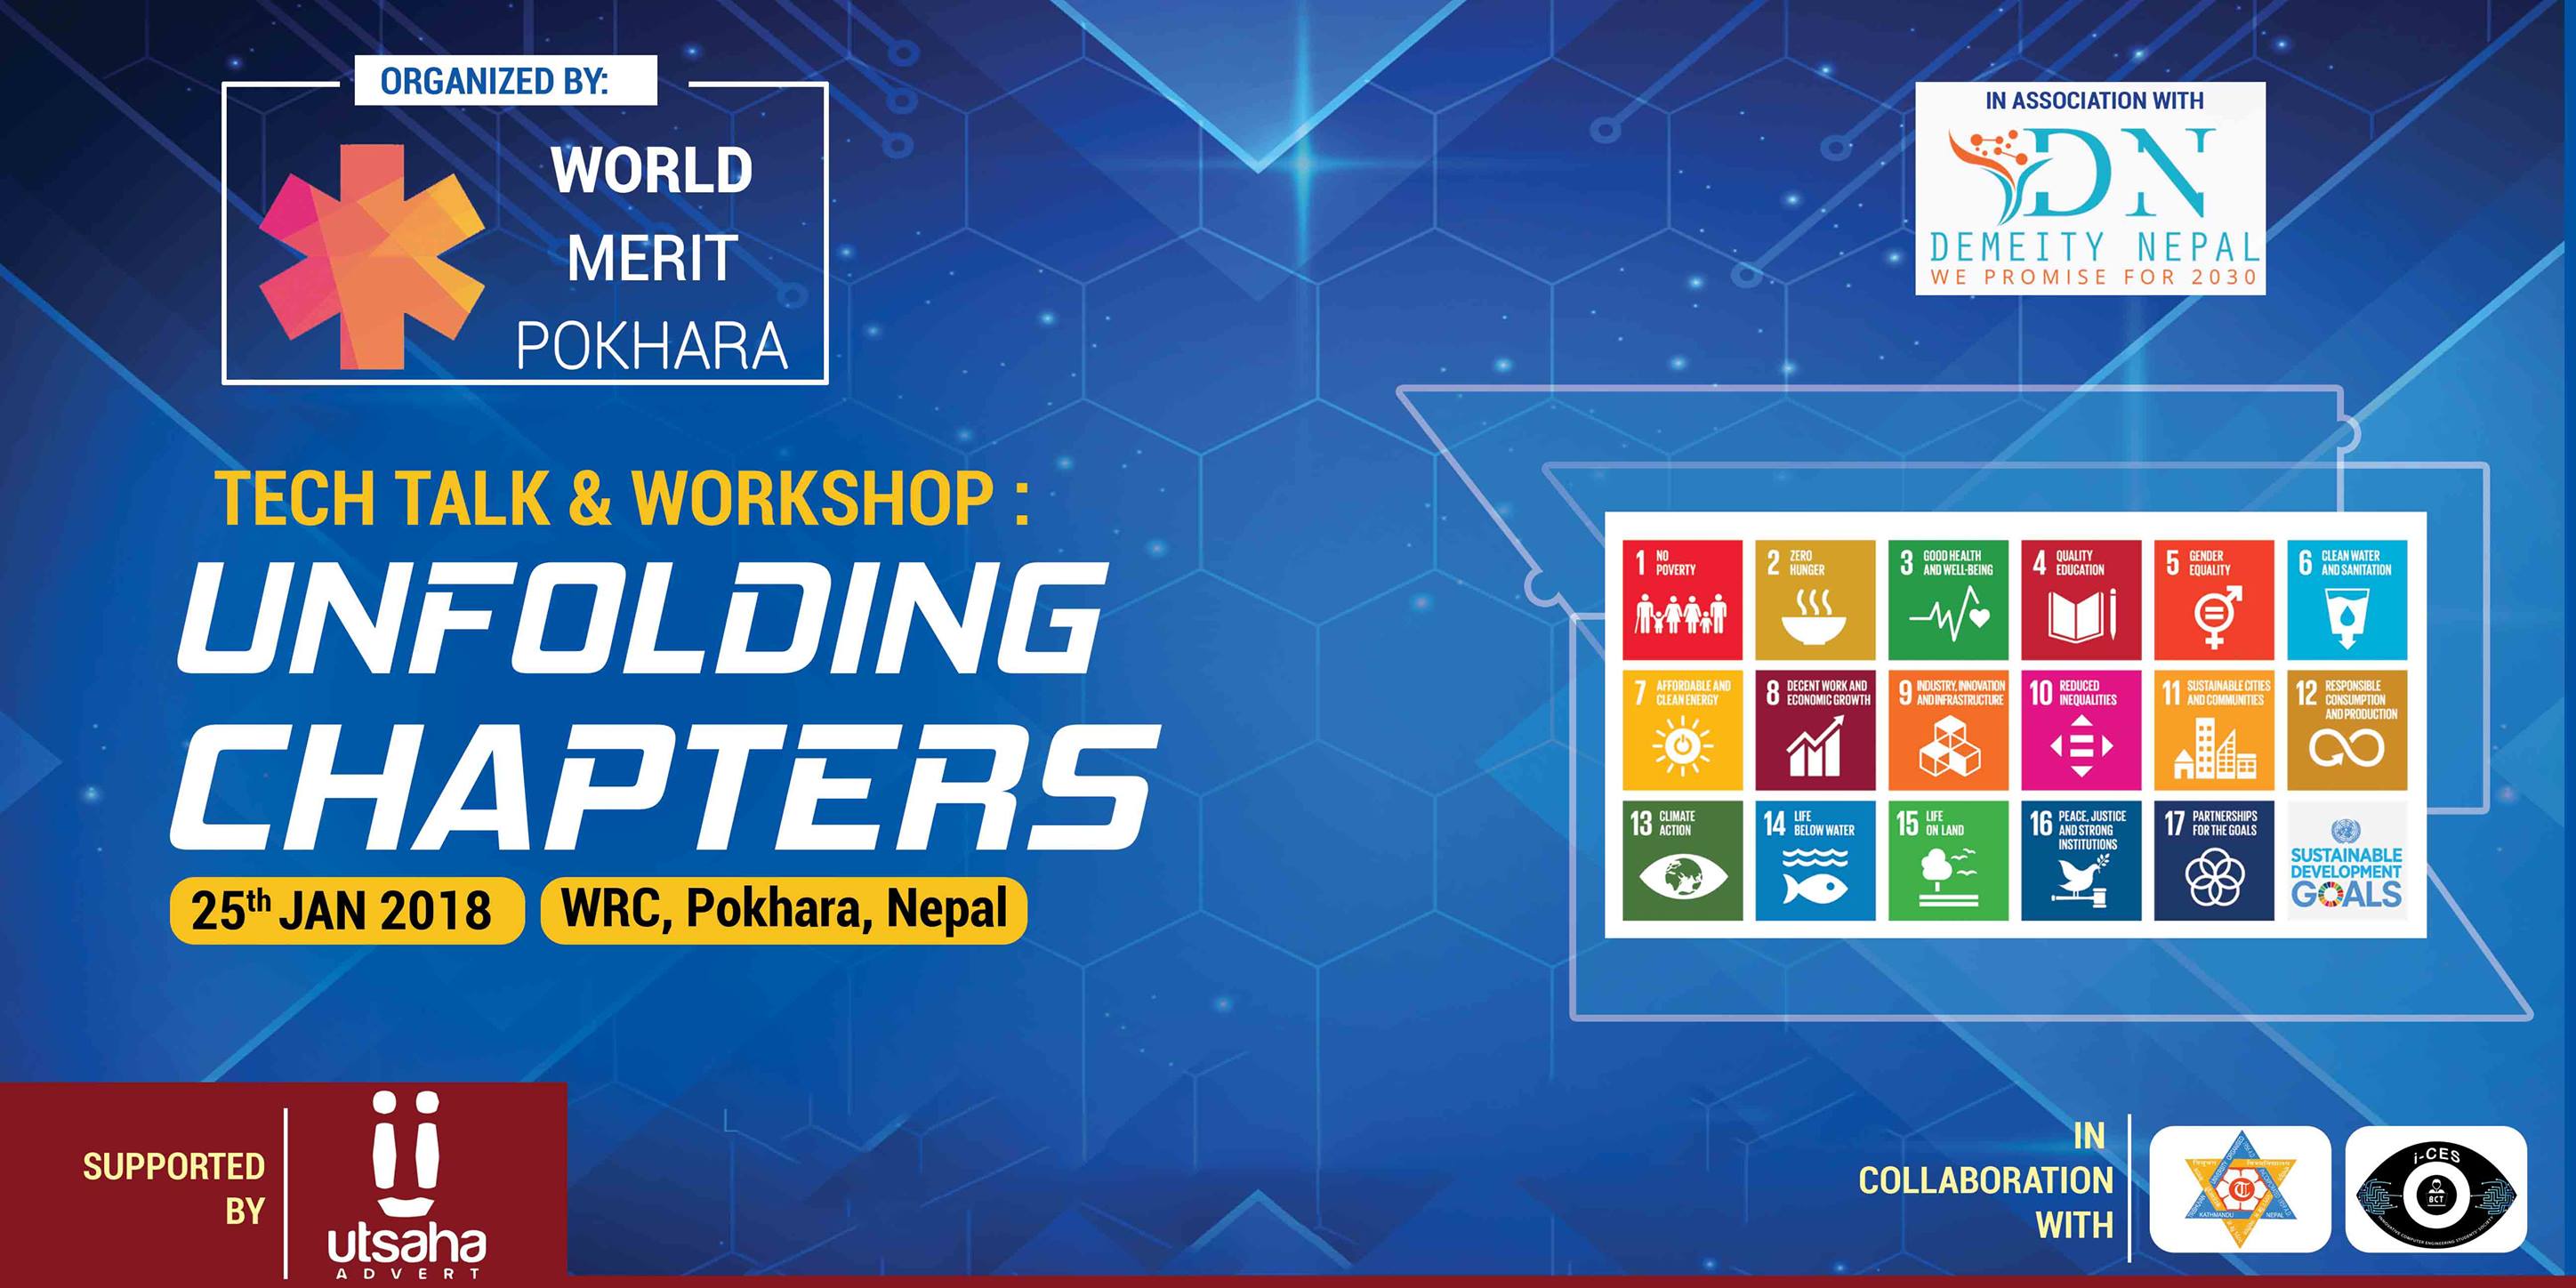 ORGANIZED BY:
WORLD
MERIT
POKHARA
IN ASSOCIATION WITH
DN
DEMEITY NEPAL
WE PROMISE FOR 2030
TECH TALK & WORKSHOP :
UNFOLDING
CHAPTERS
25th JAN 2018
WRC, Pokhara, Nepal
1 NO
POVERTY
2 ZERO
HUNGER
3 GOOD HEALTH
AND WELL-BEING
4 QUALITY
EDUCATION
5 GENDER
EQUALITY
6 CLEAN WATER
AND SANITATION
7 AFFORDABLE AND
CLEAN ENERGY
8 DECENT WORK AND
ECONOMIC GROWTH
9 INDUSTRY, INNOVATION
AND INFRASTRUCTURE
10 REDUCED
INEQUALITIES
11 SUSTAINABLE CITIES
AND COMMUNITIES
12 RESPONSIBLE
CONSUMPTION
AND PRODUCTION
13 CLIMATE
ACTION
14 LIFE
BELOW WATER
15 LIFE
ON LAND
16 PEACE, JUSTICE
AND STRONG
INSTITUTIONS
17 PARTNERSHIPS
FOR THE GOALS
SUSTAINABLE
DEVELOPMENT
GOALS
SUPPORTED
BY
utsaha
ADVERT
IN
COLLABORATION
WITH
KATHMANDU
NEPAL
i-CES
BCT
INNOVATIVE COMPUTER ENGINEERING STUDENTS' SOCIETY